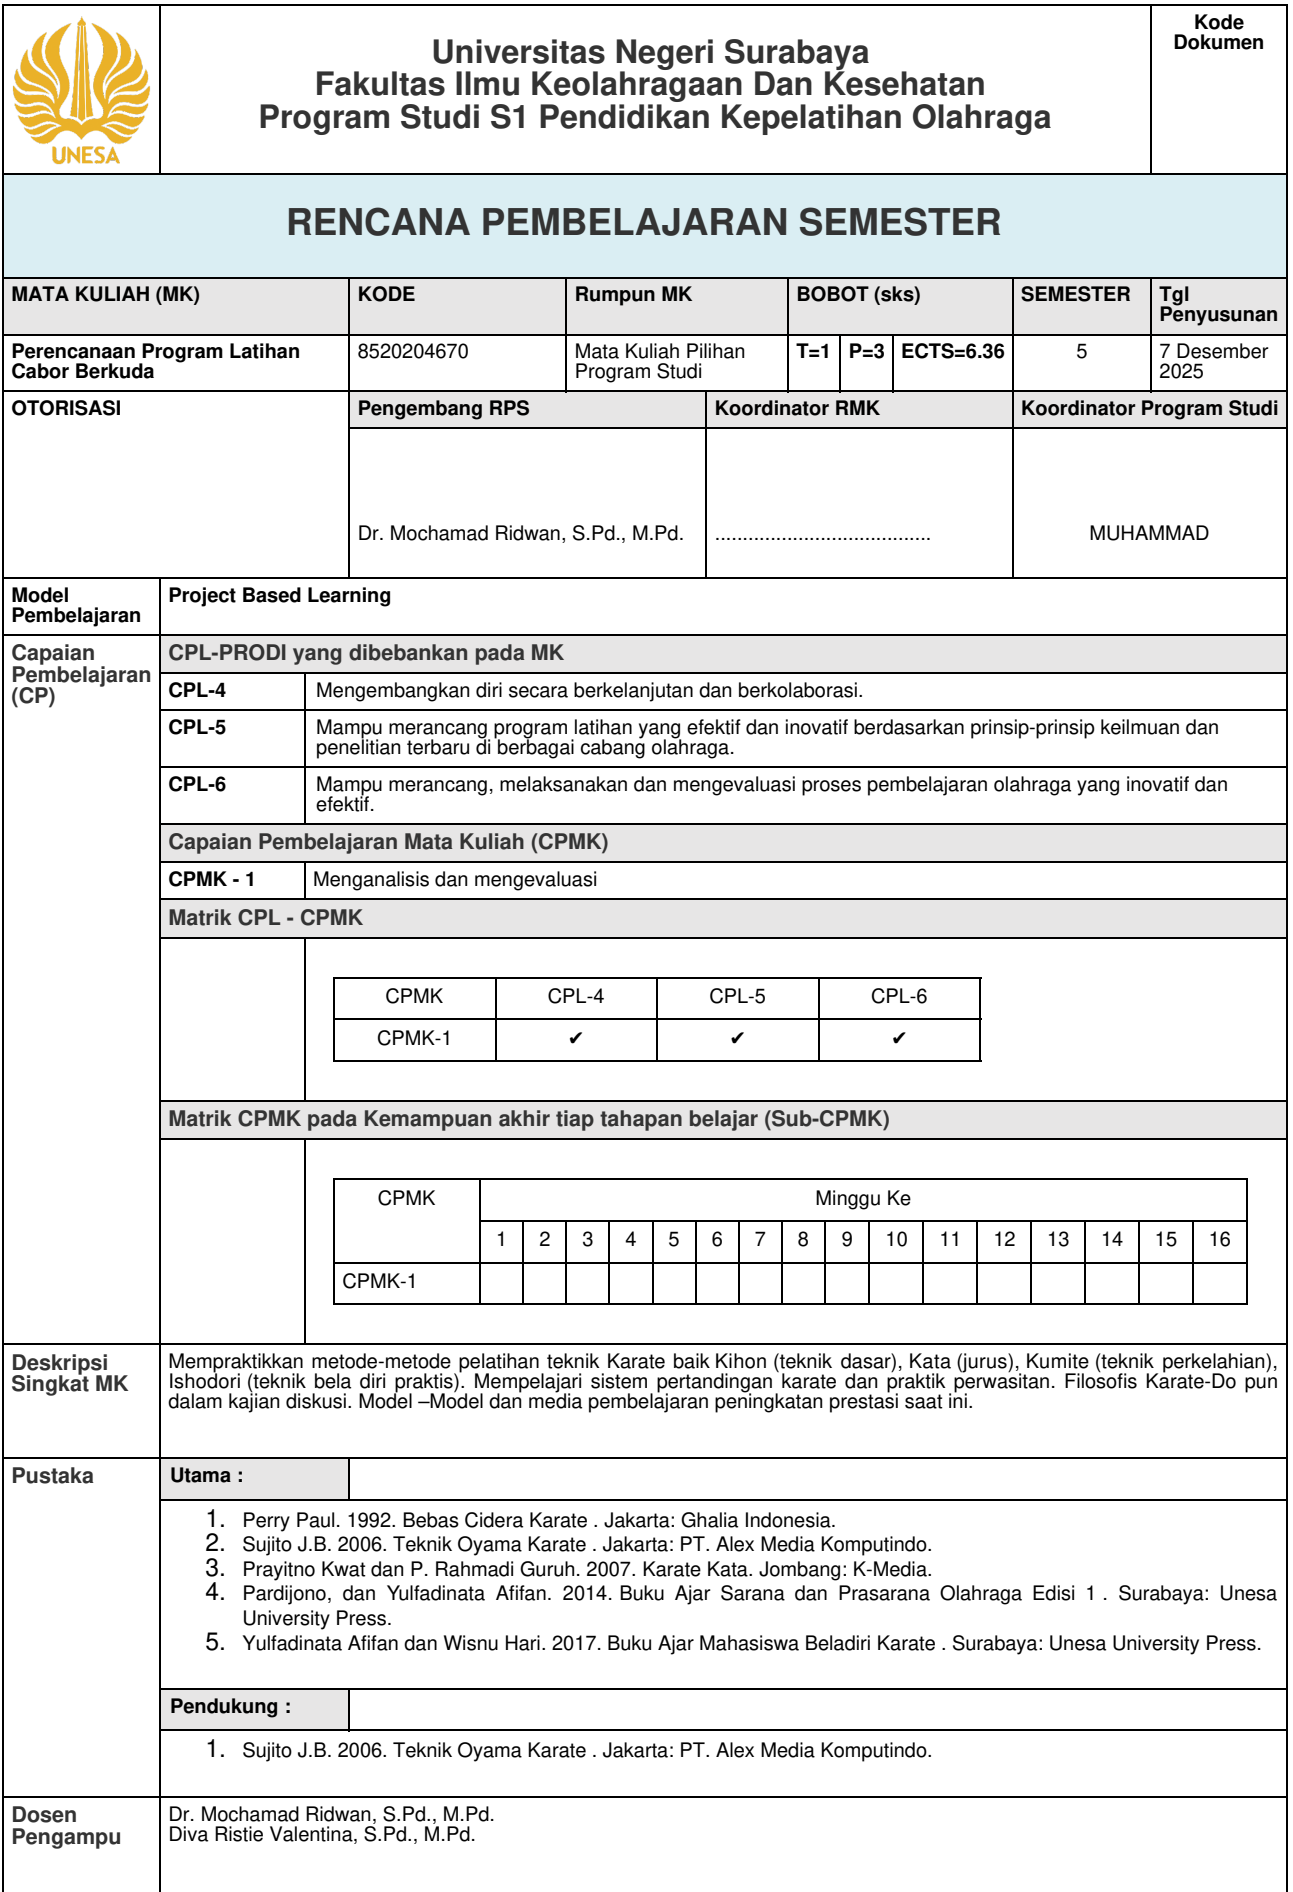 UNESA
Universitas Negeri Surabaya
Fakultas Ilmu Keolahragaan Dan Kesehatan
Program Studi S1 Pendidikan Kepelatihan Olahraga
Kode
Dokumen
RENCANA PEMBELAJARAN SEMESTER
MATA KULIAH (MK)
KODE
Rumpun MK
BOBOT (sks)
SEMESTER
Tgl
Penyusunan
Perencanaan Program Latihan
Cabor Berkuda
8520204670
Mata Kuliah Pilihan
Program Studi
T=1
P=3
ECTS=6.36
5
7 Desember
2025
OTORISASI
Pengembang RPS
Koordinator RMK
Koordinator Program Studi
Dr. Mochamad Ridwan, S.Pd., M.Pd.
.......................................
MUHAMMAD
Model
Pembelajaran
Project Based Learning
Capaian
Pembelajaran
(CP)
CPL-PRODI yang dibebankan pada MK
CPL-4
Mengembangkan diri secara berkelanjutan dan berkolaborasi.
CPL-5
Mampu merancang program latihan yang efektif dan inovatif berdasarkan prinsip-prinsip keilmuan dan
penelitian terbaru di berbagai cabang olahraga.
CPL-6
Mampu merancang, melaksanakan dan mengevaluasi proses pembelajaran olahraga yang inovatif dan
efektif.
Capaian Pembelajaran Mata Kuliah (CPMK)
CPMK - 1
Menganalisis dan mengevaluasi
Matrik CPL - CPMK
CPMK CPL-4 CPL-5 CPL-6
CPMK-1 ✔ ✔ ✔
Matrik CPMK pada Kemampuan akhir tiap tahapan belajar (Sub-CPMK)
CPMK
Minggu Ke
1 2 3 4 5 6 7 8 9 10 11 12 13 14 15 16
CPMK-1
Deskripsi
Singkat MK
Mempraktikkan metode-metode pelatihan teknik Karate baik Kihon (teknik dasar), Kata (jurus), Kumite (teknik perkelahian),
Ishodori (teknik bela diri praktis). Mempelajari sistem pertandingan karate dan praktik perwasitan. Filosofis Karate-Do pun
dalam kajian diskusi. Model –Model dan media pembelajaran peningkatan prestasi saat ini.
Pustaka
Utama :
1. Perry Paul. 1992. Bebas Cidera Karate . Jakarta: Ghalia Indonesia.
2. Sujito J.B. 2006. Teknik Oyama Karate . Jakarta: PT. Alex Media Komputindo.
3. Prayitno Kwat dan P. Rahmadi Guruh. 2007. Karate Kata. Jombang: K-Media.
4. Pardijono, dan Yulfadinata Afifan. 2014. Buku Ajar Sarana dan Prasarana Olahraga Edisi 1 . Surabaya: Unesa
University Press.
5. Yulfadinata Afifan dan Wisnu Hari. 2017. Buku Ajar Mahasiswa Beladiri Karate . Surabaya: Unesa University Press.
Pendukung :
1. Sujito J.B. 2006. Teknik Oyama Karate . Jakarta: PT. Alex Media Komputindo.
Dosen
Pengampu
Dr. Mochamad Ridwan, S.Pd., M.Pd.
Diva Ristie Valentina, S.Pd., M.Pd.